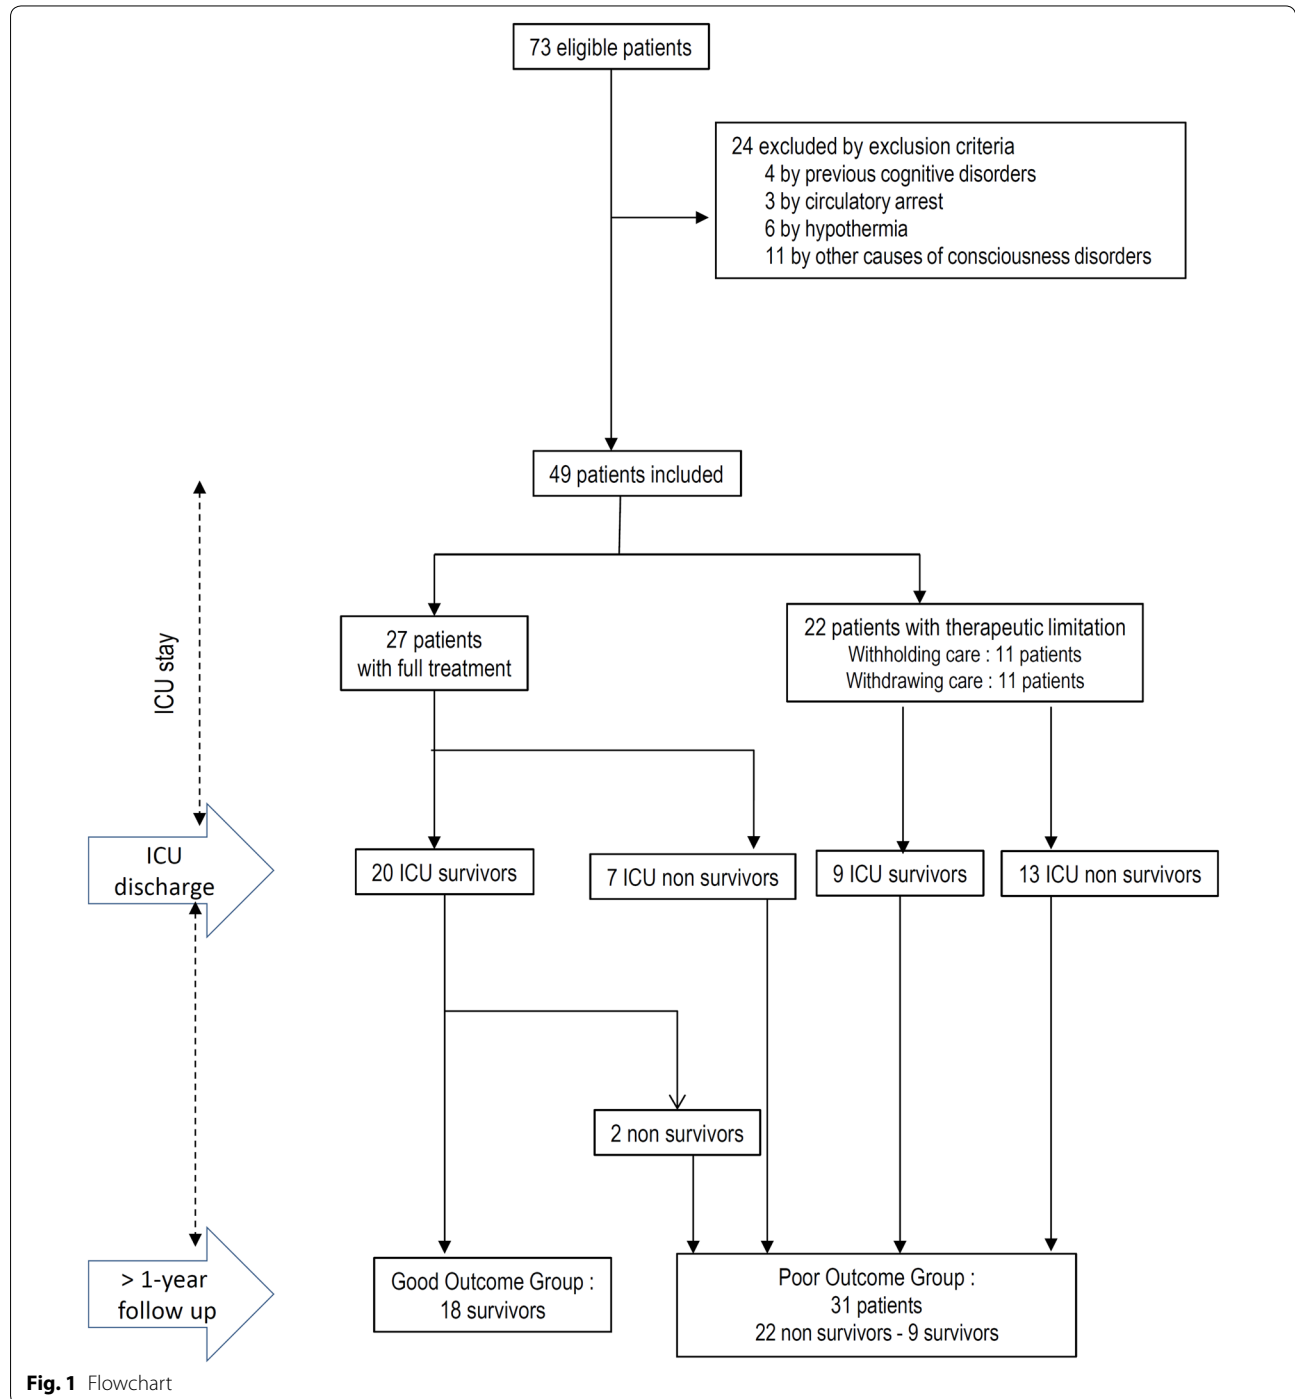 73 eligible patients
24 excluded by exclusion criteria
4 by previous cognitive disorders
3 by circulatory arrest
6 by hypothermia
11 by other causes of consciousness disorders
49 patients included
ICU stay
27 patients
with full treatment
22 patients with therapeutic limitation
Withholding care : 11 patients
Withdrawing care : 11 patients
ICU
discharge
20 ICU survivors
7 ICU non survivors
9 ICU survivors
13 ICU non survivors
2 non survivors
> 1-year
follow up
Good Outcome Group :
18 survivors
Poor Outcome Group :
31 patients
22 non survivors - 9 survivors
Fig. 1 Flowchart